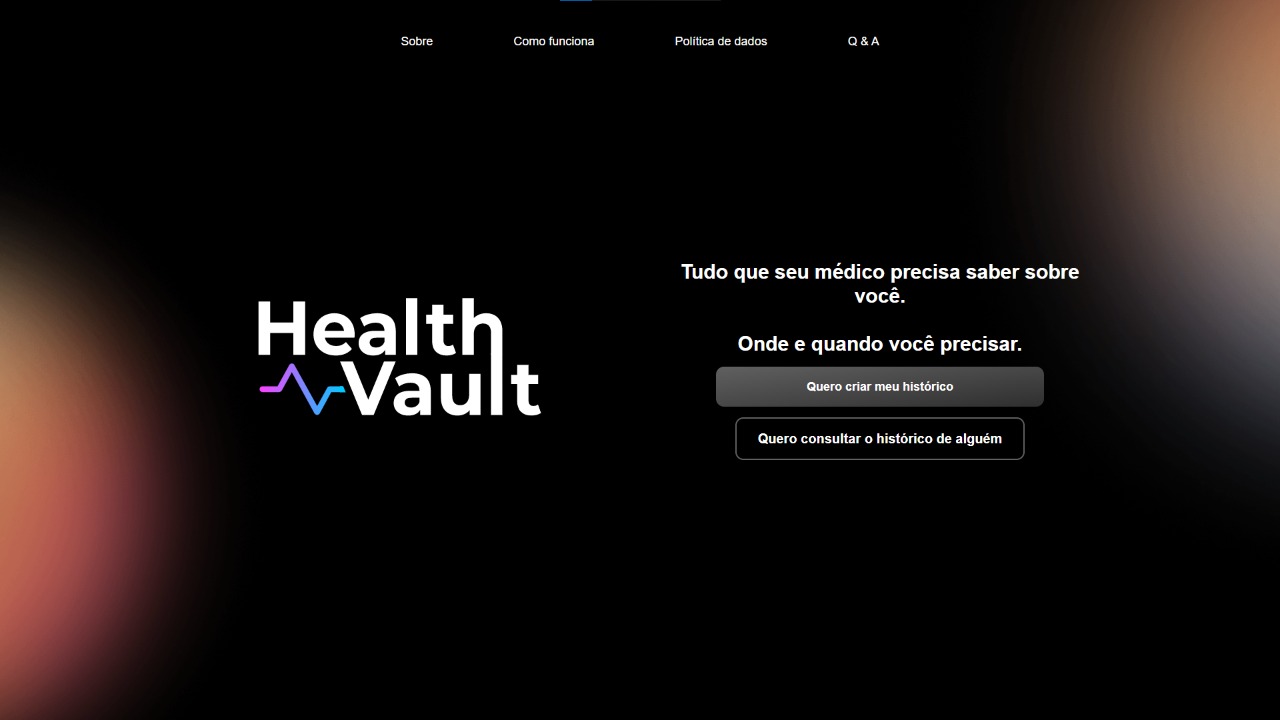 Sobre
Como funciona
Política de dados
Q & A
Health
Vault
Tudo que seu médico precisa saber sobre
você.
Onde e quando você precisar.
Quero criar meu histórico
Quero consultar o histórico de alguém